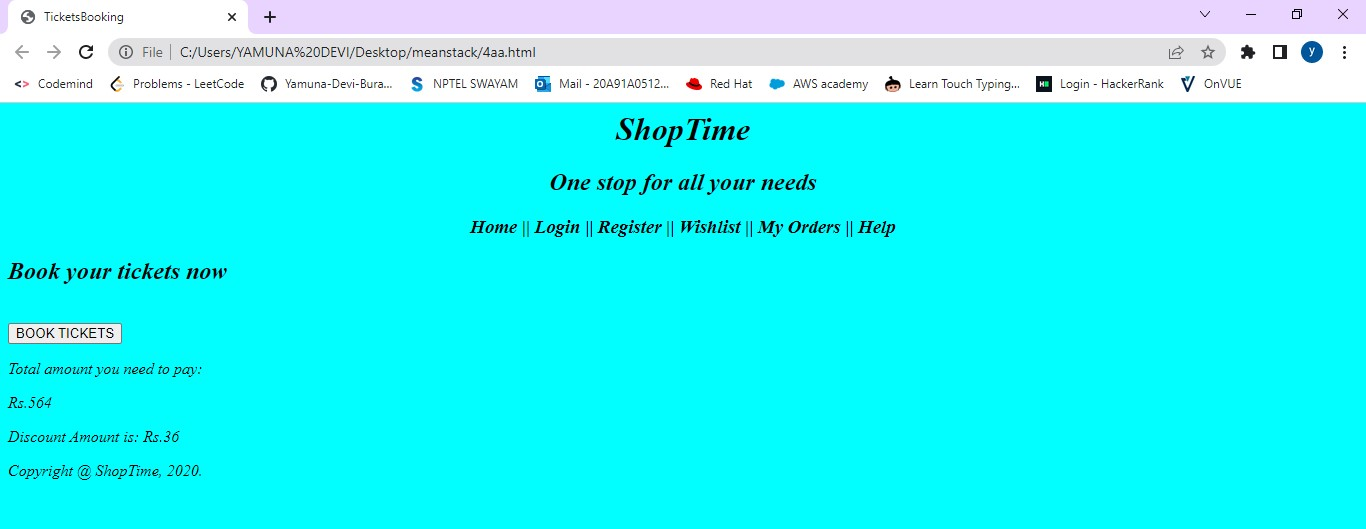 TicketsBooking
File | C:/Users/YAMUNA%20DEVI/Desktop/meanstack/4aa.html
y
<> Codemind Problems - LeetCode Yamuna-Devi-Bura... NPTEL SWAYAM Mail - 20A91A0512... Red Hat AWS academy Learn Touch Typing... Login - HackerRank OnVUE
ShopTime
One stop for all your needs
Home || Login || Register || Wishlist || My Orders || Help
Book your tickets now
BOOK TICKETS
Total amount you need to pay:
Rs.564
Discount Amount is: Rs.36
Copyright @ ShopTime, 2020.